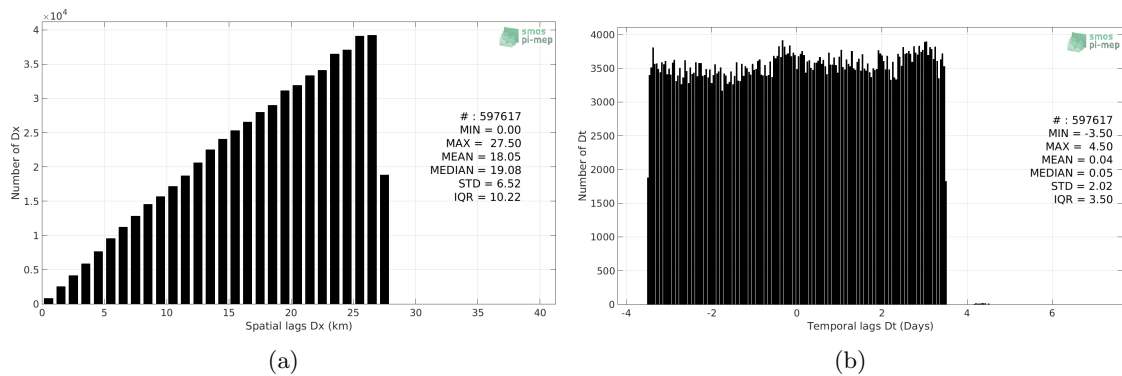 ×10⁴
4
3.5
3
2.5
2
1.5
1
0.5
0
Number of Dx
0 5 10 15 20 25 30 35 40
Spatial lags Dx (km)
smos
pi-mep
# : 597617
MIN = 0.00
MAX = 27.50
MEAN = 18.05
MEDIAN = 19.08
STD = 6.52
IQR = 10.22
(a)
4000
3500
3000
2500
2000
1500
1000
500
0
Number of Dt
-4 -2 0 2 4 6
Temporal lags Dt (Days)
smos
pi-mep
# : 597617
MIN = -3.50
MAX = 4.50
MEAN = 0.04
MEDIAN = 0.05
STD = 2.02
IQR = 3.50
(b)